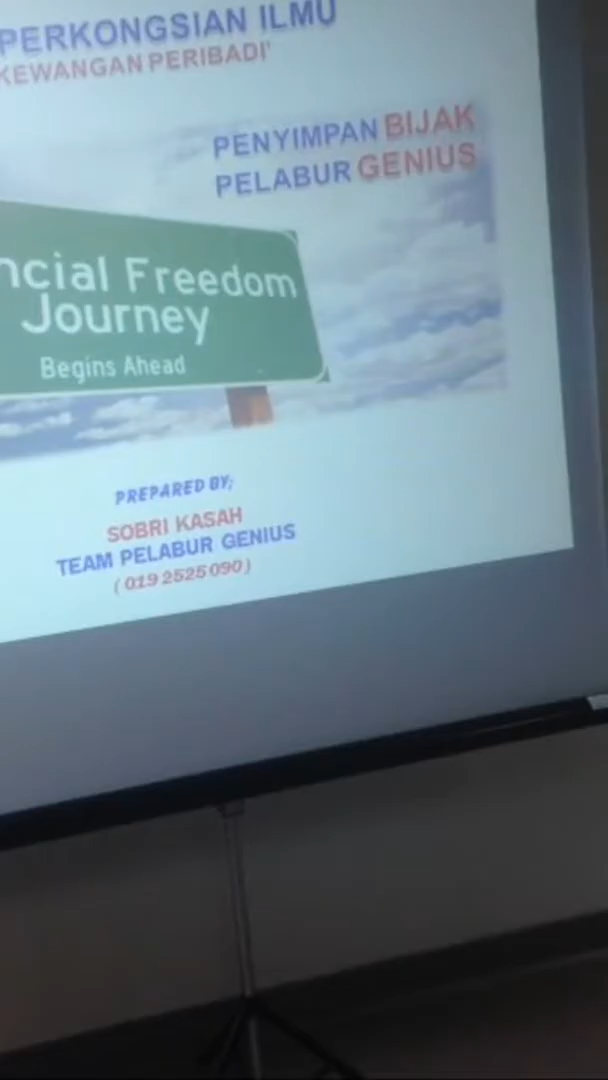 PERKONGSIAN ILMU
KEWANGAN PERIBADI'
PENYIMPAN BIJAK
PELABUR GENIUS
ncial Freedom
Journey
Begins Ahead
PREPARED BY;
SOBRI KASAH
TEAM PELABUR GENIUS
( 019 2525 090 )